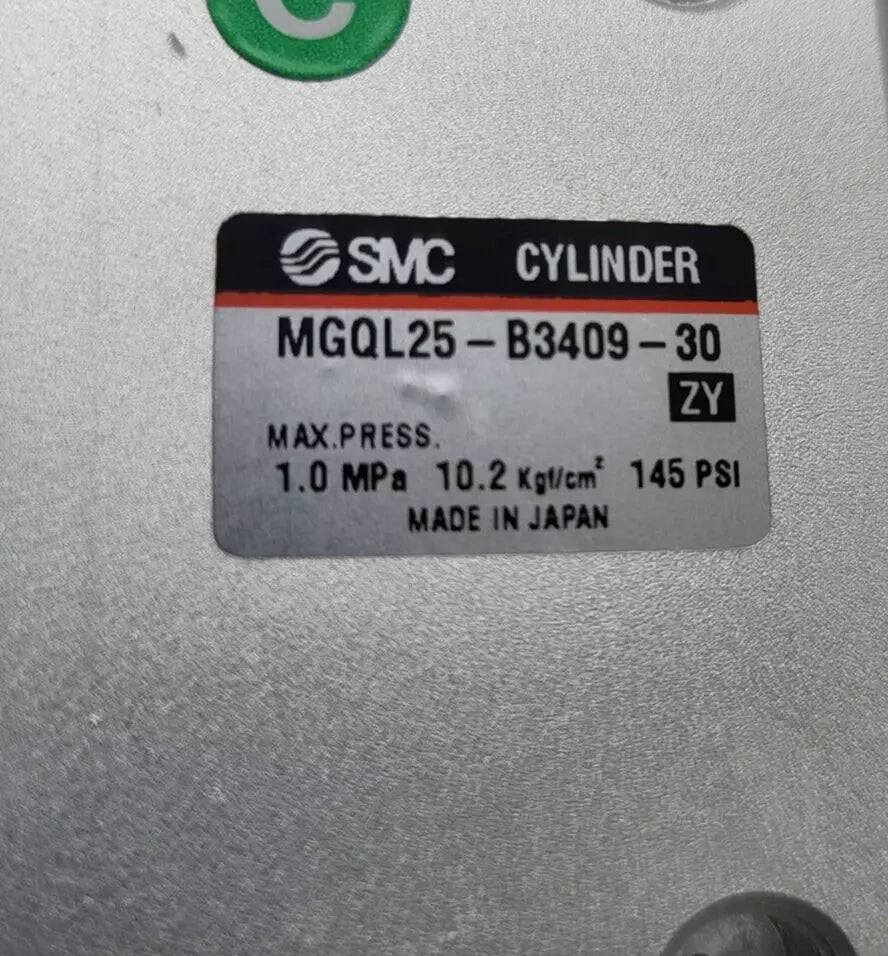 C
SMC CYLINDER
MGQL25-B3409-30
ZY
MAX.PRESS.
1.0 MPa 10.2 Kgf/cm² 145 PSI
MADE IN JAPAN